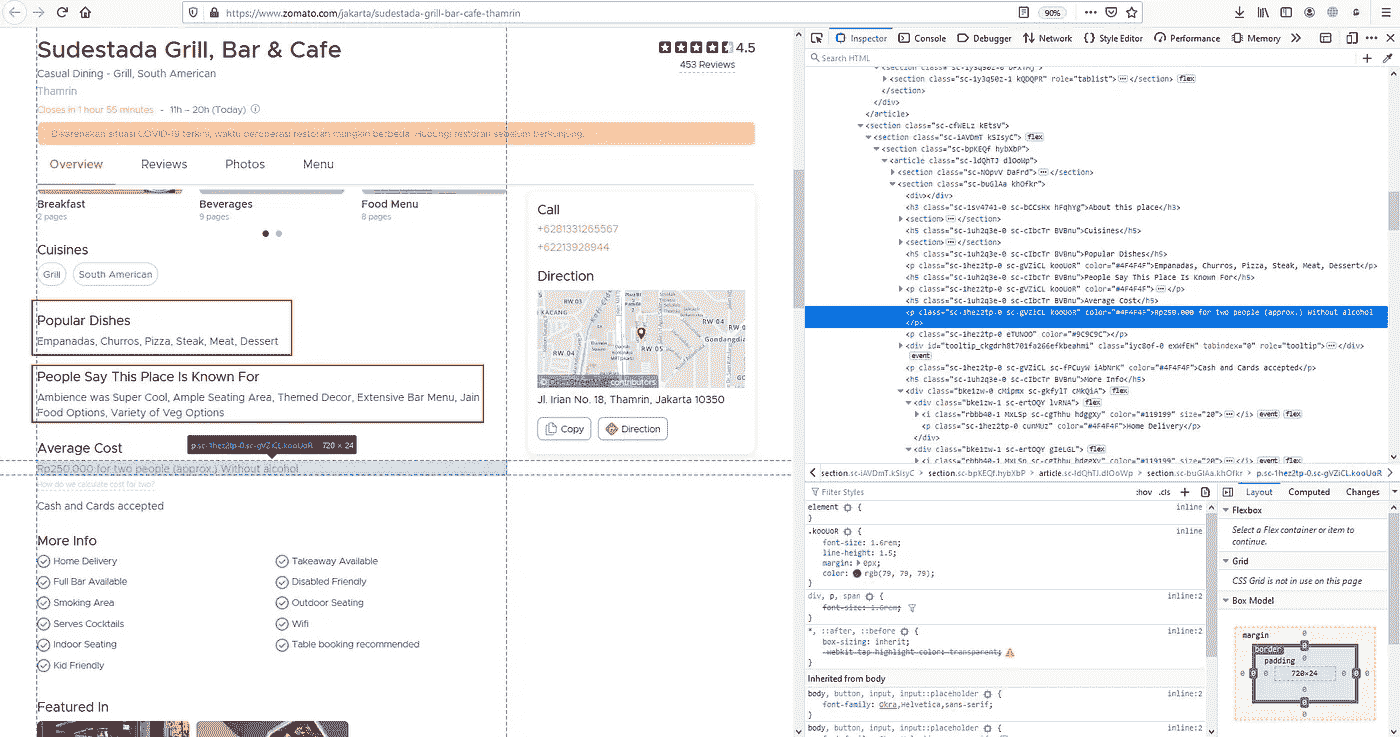 https://www.zomato.com/jakarta/sudestada-grill-bar-cafe-thamrin
90%
Sudestada Grill, Bar & Cafe
4.5
453 Reviews
Casual Dining - Grill, South American
Thamrin
Closes in 1 hour 55 minutes - 11h – 20h (Today)
Dikarenakan situasi COVID-19 terkini, waktu beroperasi restoran mungkin berbeda. Hubungi restoran sebelum berkunjung.
Overview Reviews Photos Menu
Breakfast Beverages Food Menu
2 pages 9 pages 8 pages
Cuisines
Grill South American
Popular Dishes
Empanadas, Churros, Pizza, Steak, Meat, Dessert
People Say This Place Is Known For
Ambience was Super Cool, Ample Seating Area, Themed Decor, Extensive Bar Menu, Jain
Food Options, Variety of Veg Options
Average Cost
p.sc-1hez2tp-0.sc-gVZiCL.kooUoR 720 × 24
Rp250.000 for two people (approx.) Without alcohol
How do we calculate cost for two?
Cash and Cards accepted
More Info
Home Delivery Takeaway Available
Full Bar Available Disabled Friendly
Smoking Area Outdoor Seating
Serves Cocktails Wifi
Indoor Seating Table booking recommended
Kid Friendly
Featured In
Call
+6281331265567
+62213928944
Direction
RW 03 RW 01
RW 04
RW 05
Gondangdia
© OpenStreetMap contributors
Jl. Irian No. 18, Thamrin, Jakarta 10350
Copy Direction
Inspector Console Debugger Network Style Editor Performance Memory
Search HTML
<section class="sc-1y3q50z-1 kQDQPR" role="tablist"></section> flex
</section>
</div>
</article>
<section class="sc-cfWELz kEtsV">
<section class="sc-iAVDmT kSIsyC"> flex
<section class="sc-bpKEQf hybXbP">
<article class="sc-ldQhTJ dlOoWp">
<section class="sc-NOpvV DaFrd"></section>
<section class="sc-buGlAa khOfkr">
<div></div>
<h3 class="sc-1sv4741-0 sc-bCCsHx hFqhYg">About this place</h3>
<section></section>
<h5 class="sc-1uh2q3e-0 sc-cIbcTr BVBnu">Cuisines</h5>
<section></section>
<h5 class="sc-1uh2q3e-0 sc-cIbcTr BVBnu">Popular Dishes</h5>
<p class="sc-1hez2tp-0 sc-gVZiCL kooUoR" color="#4F4F4F">Empanadas, Churros, Pizza, Steak, Meat, Dessert</p>
<h5 class="sc-1uh2q3e-0 sc-cIbcTr BVBnu">People Say This Place Is Known For</h5>
<p class="sc-1hez2tp-0 sc-gVZiCL kooUoR" color="#4F4F4F"></p>
<h5 class="sc-1uh2q3e-0 sc-cIbcTr BVBnu">Average Cost</h5>
<p class="sc-1hez2tp-0 sc-gVZiCL kooUoR" color="#4F4F4F">Rp250.000 for two people (approx.) Without alcohol
</p>
<p class="sc-1hez2tp-0 eTUNOO" color="#9C9C9C"></p>
<div id="tooltip_ckgdrh8t701fa266efkbeahmi" class="iyc8of-0 exWfEH" tabindex="0" role="tooltip"></div>
event
<p class="sc-1hez2tp-0 sc-fPCuyW iAbNrK" color="#4F4F4F">Cash and Cards accepted</p>
<h5 class="sc-1uh2q3e-0 sc-cIbcTr BVBnu">More Info</h5>
<div class="bke1zw-0 cMipmx sc-gkfylT cMkQiA"> flex
<div class="bke1zw-1 sc-ertOQY lvRNA"> flex
<i class="rbbb40-1 MxLSp sc-cgThhu hdggXy" color="#119199" size="20"></i> event flex
<p class="sc-1hez2tp-0 cunMUz" color="#4F4F4F">Home Delivery</p>
</div>
<div class="bke1zw-1 sc-ertOQY gIeLGL"> flex
section.sc-iAVDmT.kSIsyC section.sc-bpKEQf.hybXbP article.sc-ldQhTJ.dlOoWp section.sc-buGlAa.khOfkr p.sc-1hez2tp-0.sc-gVZiCL.kooUoR
Filter Styles :hov .cls Layout Computed Changes
element { inline
}
.kooUoR { inline
font-size: 1.6rem;
line-height: 1.5;
margin: 0px;
color: rgb(79, 79, 79);
}
div, p, span { inline:2
font-size: 1.6rem;
}
*, ::after, ::before { inline:2
box-sizing: inherit;
-webkit-tap-highlight-color: transparent;
}
Inherited from body
body, button, input, input::placeholder { inline:2
font-family: Okra,Helvetica,sans-serif;
}
body, button, input, input::placeholder { inline:2
Flexbox
Select a Flex container or item to
continue.
Grid
CSS Grid is not in use on this page
Box Model
margin 0
border 0
padding 0
0 0 0 720×24 0 0 0
0
0
0